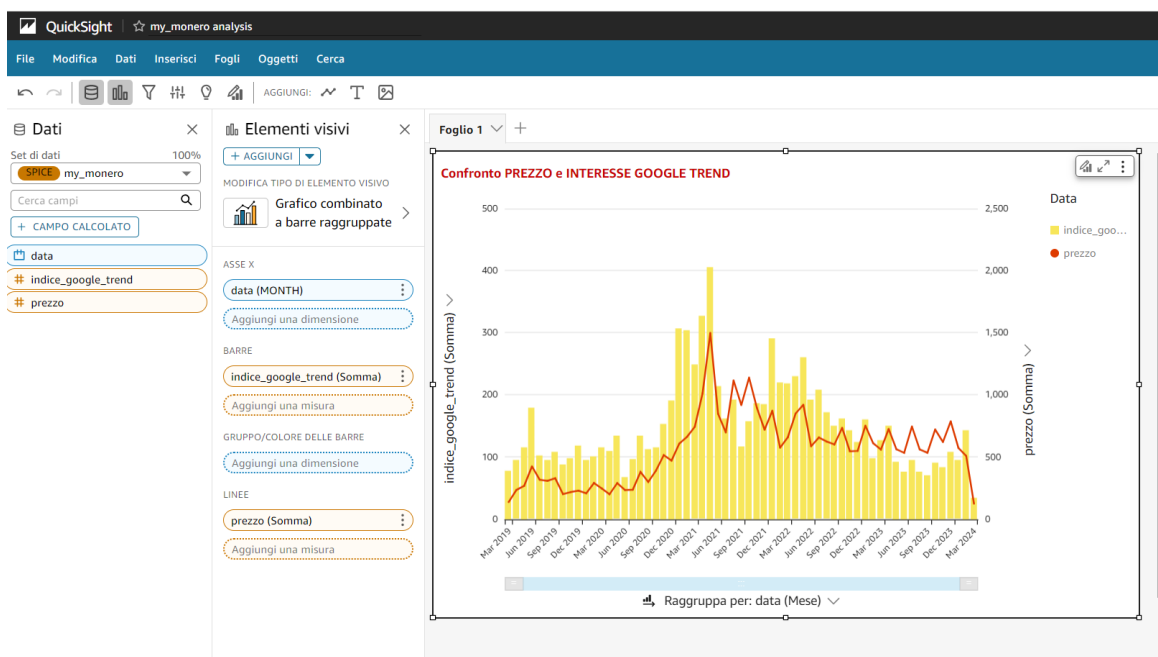 QuickSight ☆ my_monero analysis
File Modifica Dati Inserisci Fogli Oggetti Cerca
AGGIUNGI:
Dati
Set di dati 100%
SPICE my_monero
Cerca campi
+ CAMPO CALCOLATO
data
# indice_google_trend
# prezzo
Elementi visivi
+ AGGIUNGI
MODIFICA TIPO DI ELEMENTO VISIVO
Grafico combinato
a barre raggruppate
ASSE X
data (MONTH)
Aggiungi una dimensione
BARRE
indice_google_trend (Somma)
Aggiungi una misura
GRUPPO/COLORE DELLE BARRE
Aggiungi una dimensione
LINEE
prezzo (Somma)
Aggiungi una misura
Foglio 1
Confronto PREZZO e INTERESSE GOOGLE TREND
indice_google_trend (Somma)
500
400
300
200
100
0
2,500
2,000
1,500
1,000
500
0
prezzo (Somma)
Mar 2019 Jun 2019 Sep 2019 Dec 2019 Mar 2020 Jun 2020 Sep 2020 Dec 2020 Mar 2021 Jun 2021 Sep 2021 Dec 2021 Mar 2022 Jun 2022 Sep 2022 Dec 2022 Mar 2023 Jun 2023 Sep 2023 Dec 2023 Mar 2024
Raggruppa per: data (Mese)
Data
indice_goo...
prezzo